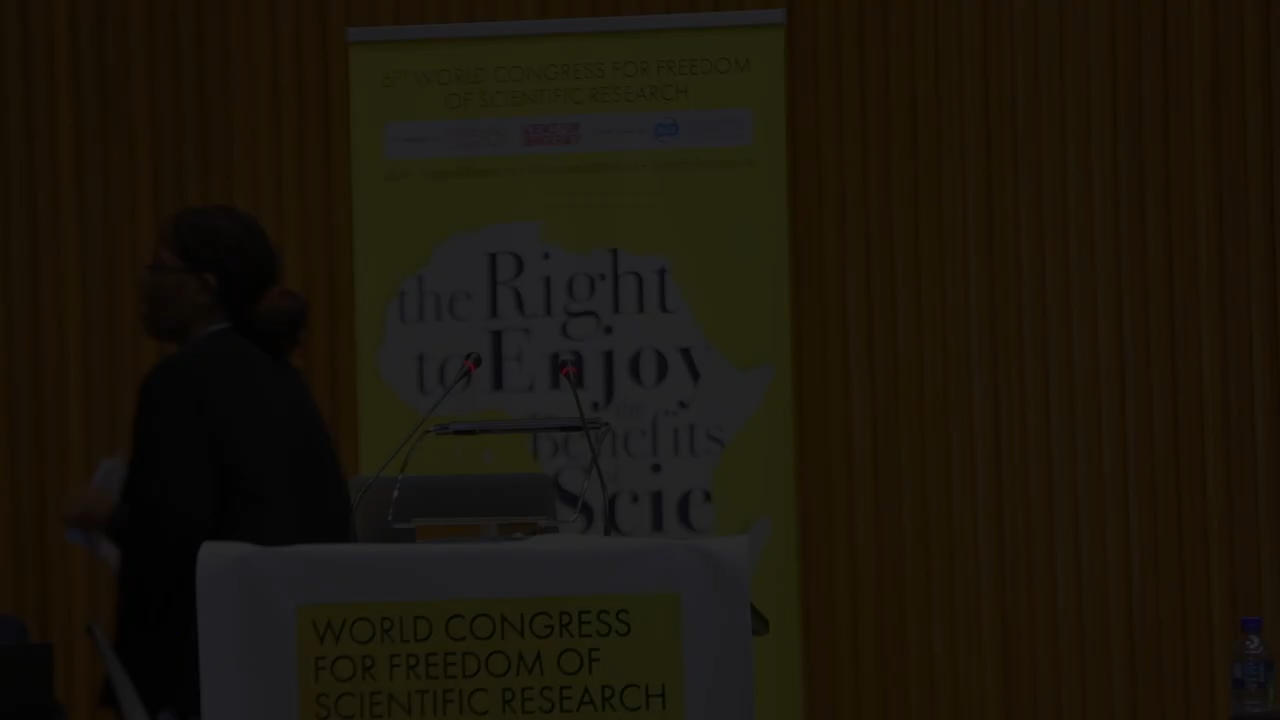 WORLD CONGRESS FOR FREEDOM
OF SCIENTIFIC RESEARCH
the Right
to Enjoy
the
Benefits
Scie
WORLD CONGRESS
FOR FREEDOM OF
SCIENTIFIC RESEARCH